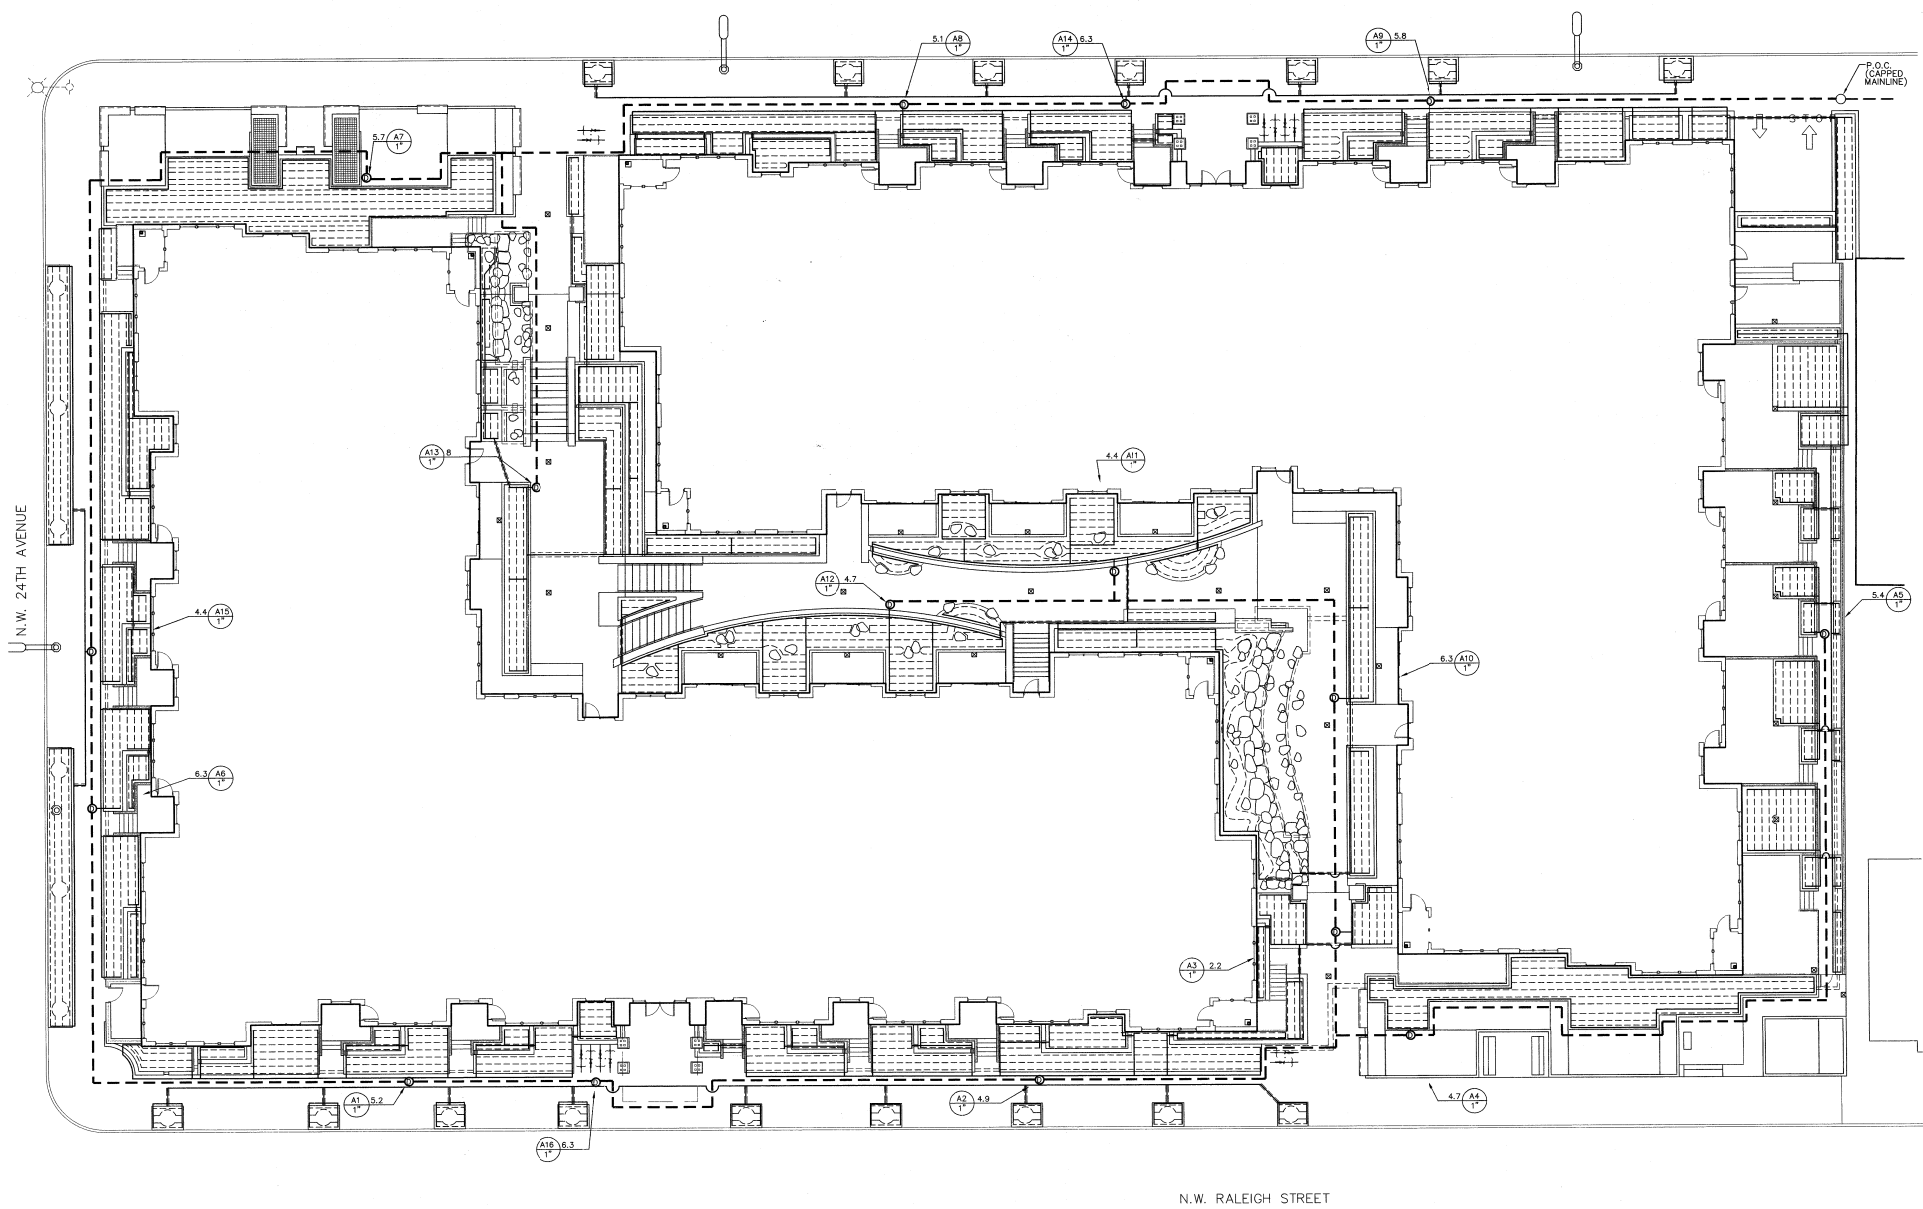 5.1 A8
1"
A14 6.3
1"
A9 5.8
1"
P.O.C.
(CAPPED
MAINLINE)
5.7 A7
1"
A13 8
1"
4.4 A11
1"
A12 4.7
1"
5.4 A5
1"
4.4 A15
1"
N.W. 24TH AVENUE
6.3 A10
1"
6.3 A6
1"
A3 2.2
1"
A1 5.2
1"
A2 4.9
1"
4.7 A4
1"
A16 6.3
1"
N.W. RALEIGH STREET